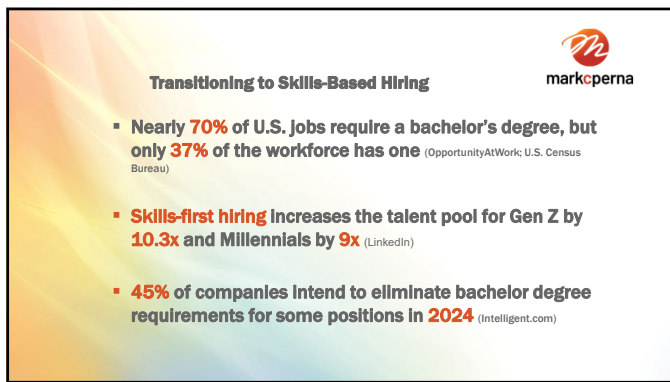 markcperna
Transitioning to Skills-Based Hiring
▪ Nearly 70% of U.S. jobs require a bachelor's degree, but
only 37% of the workforce has one (OpportunityAtWork; U.S. Census
Bureau)
▪ Skills-first hiring increases the talent pool for Gen Z by
10.3x and Millennials by 9x (LinkedIn)
▪ 45% of companies intend to eliminate bachelor degree
requirements for some positions in 2024 (Intelligent.com)